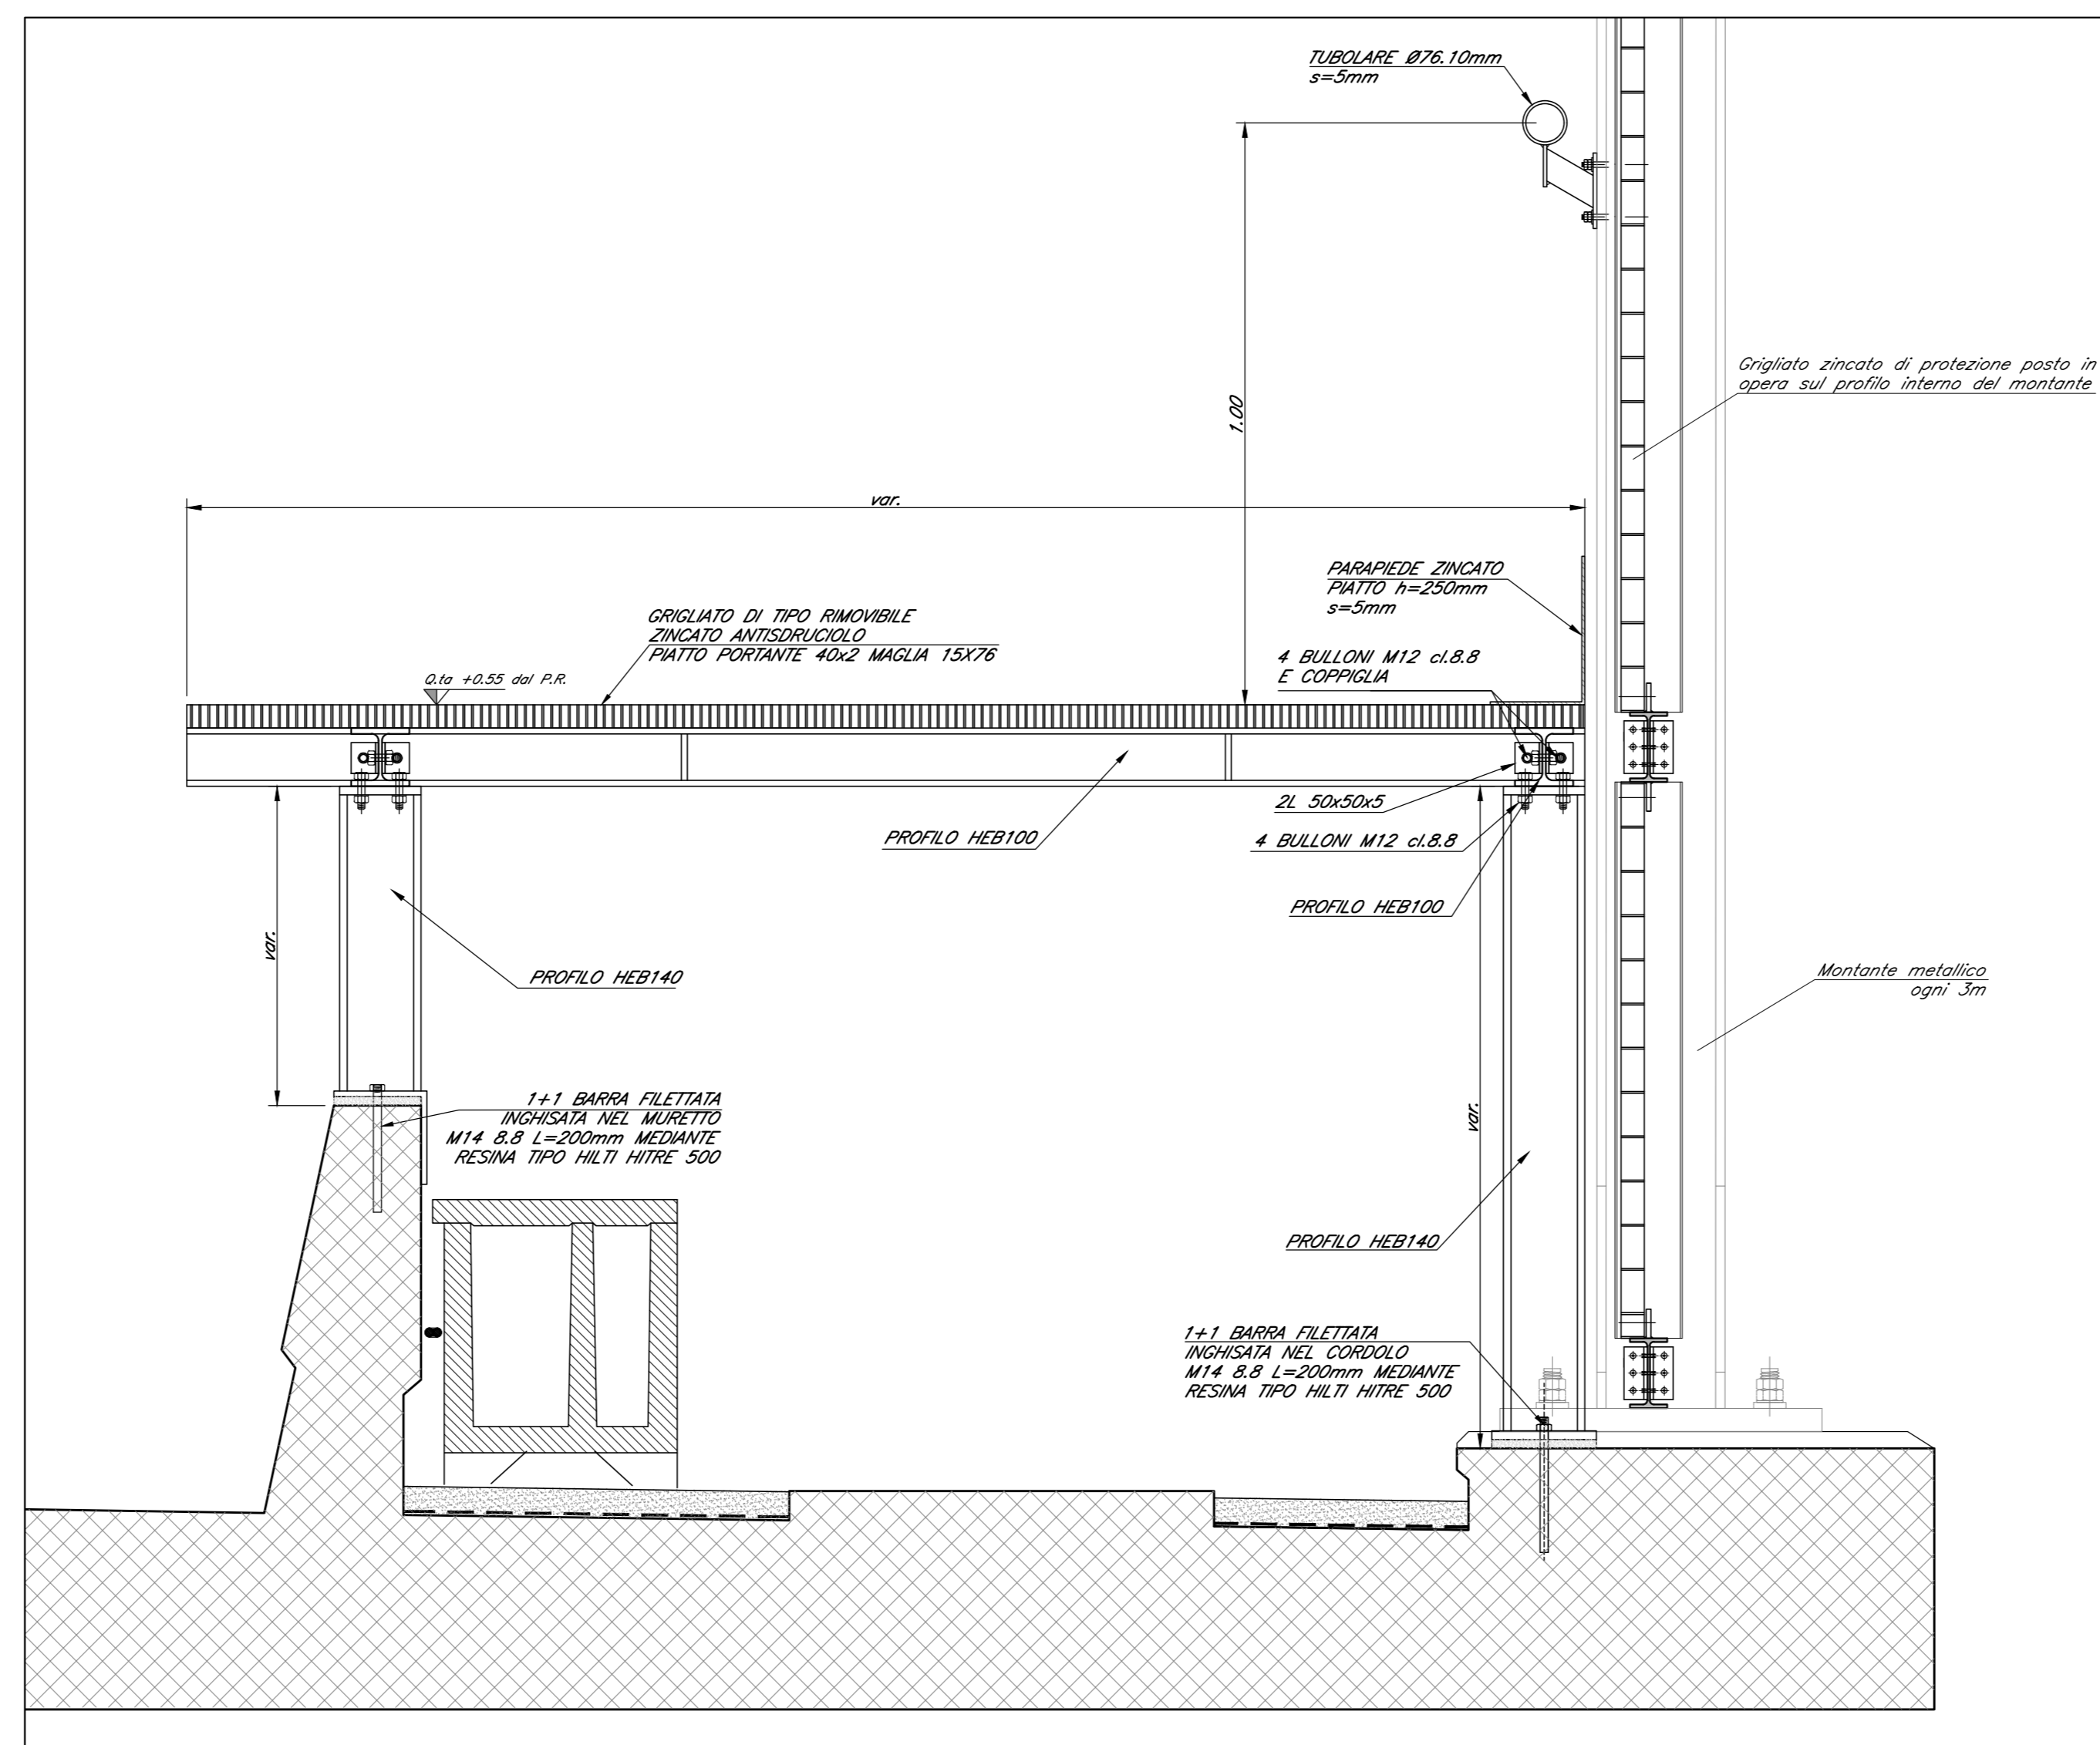 TUBOLARE Ø76.10mm
s=5mm
Grigliato zincato di protezione posto in
opera sul profilo interno del montante
1.00
var.
PARAPIEDE ZINCATO
PIATTO h=250mm
s=5mm
GRIGLIATO DI TIPO RIMOVIBILE
ZINCATO ANTISDRUCIOLO
PIATTO PORTANTE 40x2 MAGLIA 15X76
4 BULLONI M12 cl.8.8
E COPPIGLIA
Q.ta +0.55 dal P.R.
2L 50x50x5
PROFILO HEB100
4 BULLONI M12 cl.8.8
PROFILO HEB100
var.
PROFILO HEB140
Montante metallico
ogni 3m
1+1 BARRA FILETTATA
INGHISATA NEL MURETTO
M14 8.8 L=200mm MEDIANTE
RESINA TIPO HILTI HITRE 500
var.
PROFILO HEB140
1+1 BARRA FILETTATA
INGHISATA NEL CORDOLO
M14 8.8 L=200mm MEDIANTE
RESINA TIPO HILTI HITRE 500